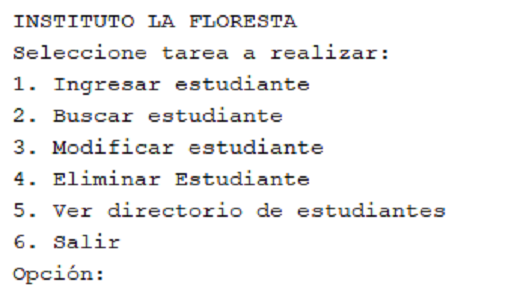 INSTITUTO LA FLORESTA
Seleccione tarea a realizar:
1. Ingresar estudiante
2. Buscar estudiante
3. Modificar estudiante
4. Eliminar Estudiante
5. Ver directorio de estudiantes
6. Salir
Opción: